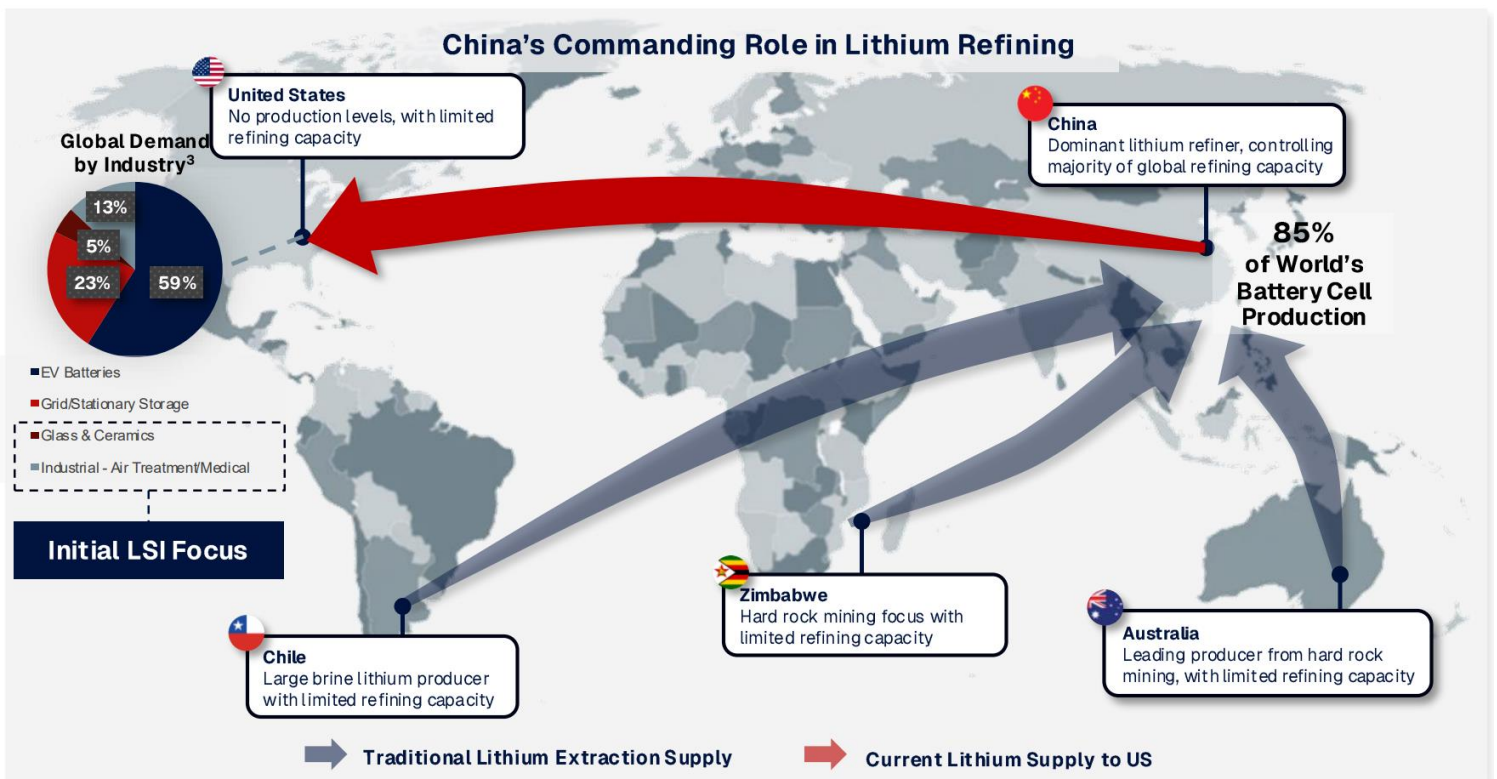 China's Commanding Role in Lithium Refining
United States
No production levels, with limited
refining capacity
China
Dominant lithium refiner, controlling
majority of global refining capacity
Global Demand
by Industry3
13%
5%
23%
59%
85%
of World's
Battery Cell
Production
EV Batteries
Grid/Stationary Storage
Glass & Ceramics
Industrial - Air Treatment/Medical
Initial LSI Focus
Chile
Large brine lithium producer
with limited refining capacity
Zimbabwe
Hard rock mining focus with
limited refining capacity
Australia
Leading producer from hard rock
mining, with limited refining capacity
Traditional Lithium Extraction Supply
Current Lithium Supply to US